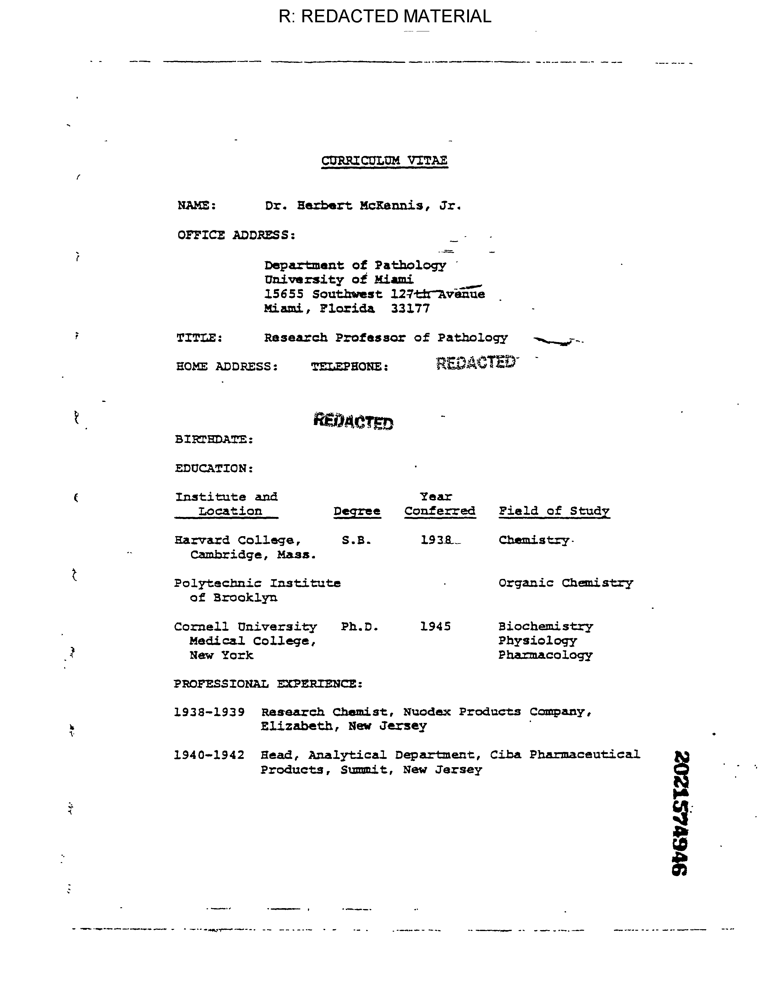 R: REDACTED MATERIAL
CURRICULUM VITAE
NAME: Dr. Herbert McKennis, Jr.
OFFICE ADDRESS:
Department of Pathology
University of Miami
15655 Southwest 127th Avenue
Miami, Florida 33177
TITLE: Research Professor of Pathology
HOME ADDRESS: TELEPHONE: REDACTED
REDACTED
BIRTHDATE:
EDUCATION:
Institute and Year
Location Degree Conferred Field of Study
Harvard College, S.B. 1938 Chemistry
Cambridge, Mass.
Polytechnic Institute Organic Chemistry
of Brooklyn
Cornell University Ph.D. 1945 Biochemistry
Medical College, Physiology
New York Pharmacology
PROFESSIONAL EXPERIENCE:
1938-1939 Research Chemist, Nuodex Products Company,
Elizabeth, New Jersey
1940-1942 Head, Analytical Department, Ciba Pharmaceutical
Products, Summit, New Jersey
2021574946